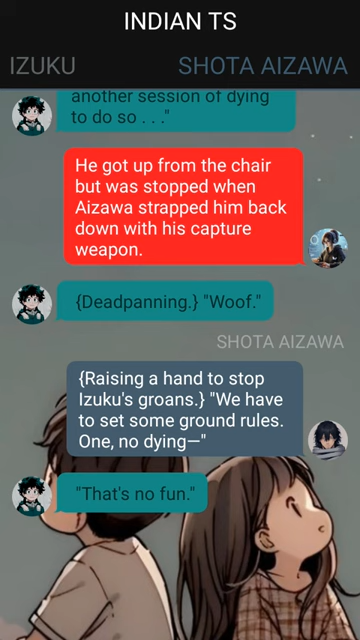 INDIAN TS
IZUKU
SHOTA AIZAWA
another session of dying
to do so . . ."
He got up from the chair
but was stopped when
Aizawa strapped him back
down with his capture
weapon.
{Deadpanning.} "Woof."
SHOTA AIZAWA
{Raising a hand to stop
Izuku's groans.} "We have
to set some ground rules.
One, no dying—"
"That's no fun."